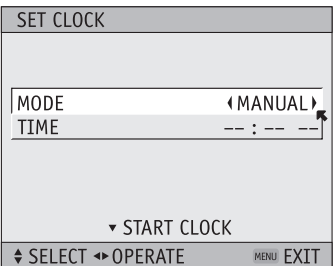 SET CLOCK
MODE ◀MANUAL▶
TIME --:-- --
▼ START CLOCK
SELECT ◀▶ OPERATE MENU EXIT